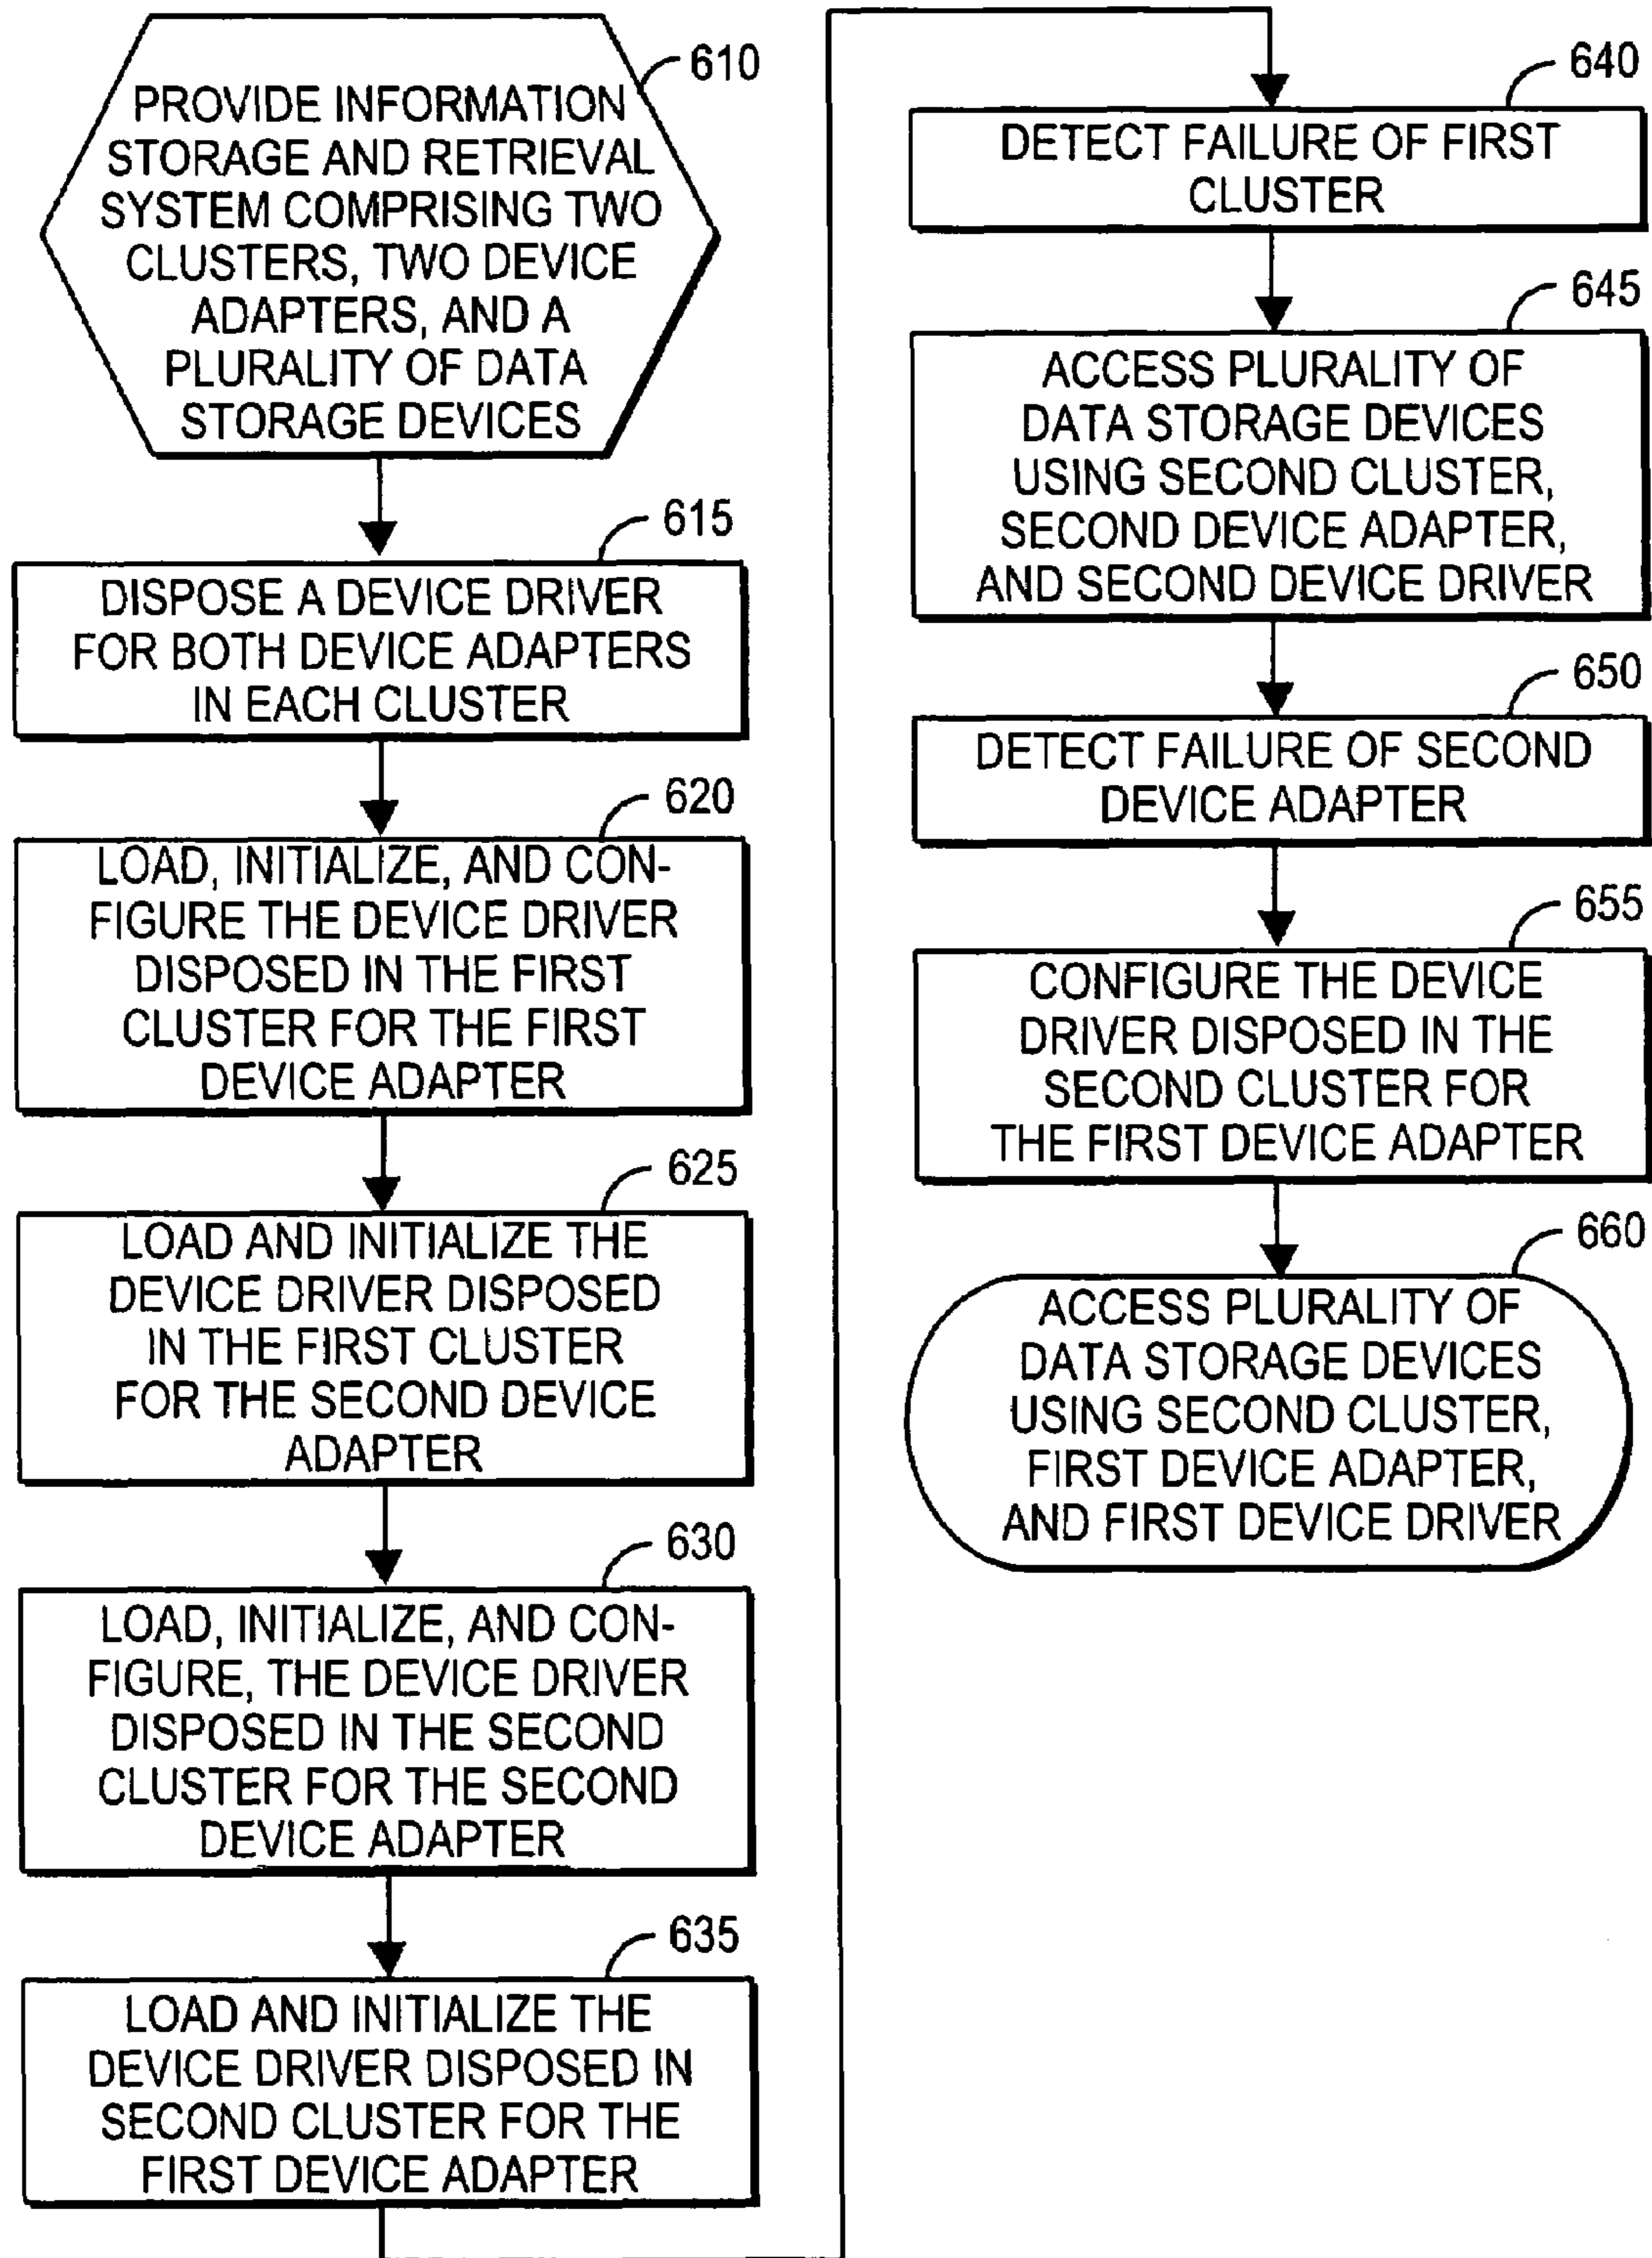 610
PROVIDE INFORMATION
STORAGE AND RETRIEVAL
SYSTEM COMPRISING TWO
CLUSTERS, TWO DEVICE
ADAPTERS, AND A
PLURALITY OF DATA
STORAGE DEVICES
615
DISPOSE A DEVICE DRIVER
FOR BOTH DEVICE ADAPTERS
IN EACH CLUSTER
620
LOAD, INITIALIZE, AND CON-
FIGURE THE DEVICE DRIVER
DISPOSED IN THE FIRST
CLUSTER FOR THE FIRST
DEVICE ADAPTER
625
LOAD AND INITIALIZE THE
DEVICE DRIVER DISPOSED
IN THE FIRST CLUSTER
FOR THE SECOND DEVICE
ADAPTER
630
LOAD, INITIALIZE, AND CON-
FIGURE, THE DEVICE DRIVER
DISPOSED IN THE SECOND
CLUSTER FOR THE SECOND
DEVICE ADAPTER
635
LOAD AND INITIALIZE THE
DEVICE DRIVER DISPOSED IN
SECOND CLUSTER FOR THE
FIRST DEVICE ADAPTER
640
DETECT FAILURE OF FIRST
CLUSTER
645
ACCESS PLURALITY OF
DATA STORAGE DEVICES
USING SECOND CLUSTER,
SECOND DEVICE ADAPTER,
AND SECOND DEVICE DRIVER
650
DETECT FAILURE OF SECOND
DEVICE ADAPTER
655
CONFIGURE THE DEVICE
DRIVER DISPOSED IN THE
SECOND CLUSTER FOR
THE FIRST DEVICE ADAPTER
660
ACCESS PLURALITY OF
DATA STORAGE DEVICES
USING SECOND CLUSTER,
FIRST DEVICE ADAPTER,
AND FIRST DEVICE DRIVER